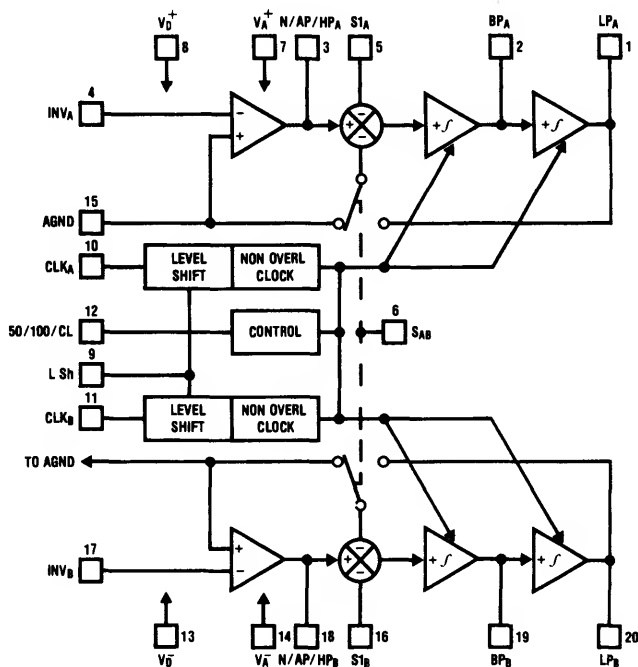 V_D^+ V_A^+ N/AP/HP_A S1_A BP_A LP_A
8 7 3 5 2 1
4
INV_A
- +
+ - -
+∫ +∫
15
AGND
10
CLK_A LEVEL SHIFT NON OVERL CLOCK
12 6
50/100/CL CONTROL S_AB
9
L Sh
11
CLK_B LEVEL SHIFT NON OVERL CLOCK
TO AGND
17
INV_B
+ -
+ - -
+∫ +∫
13 14 18 16 19 20
V_D^- V_A^- N/AP/HP_B S1_B BP_B LP_B